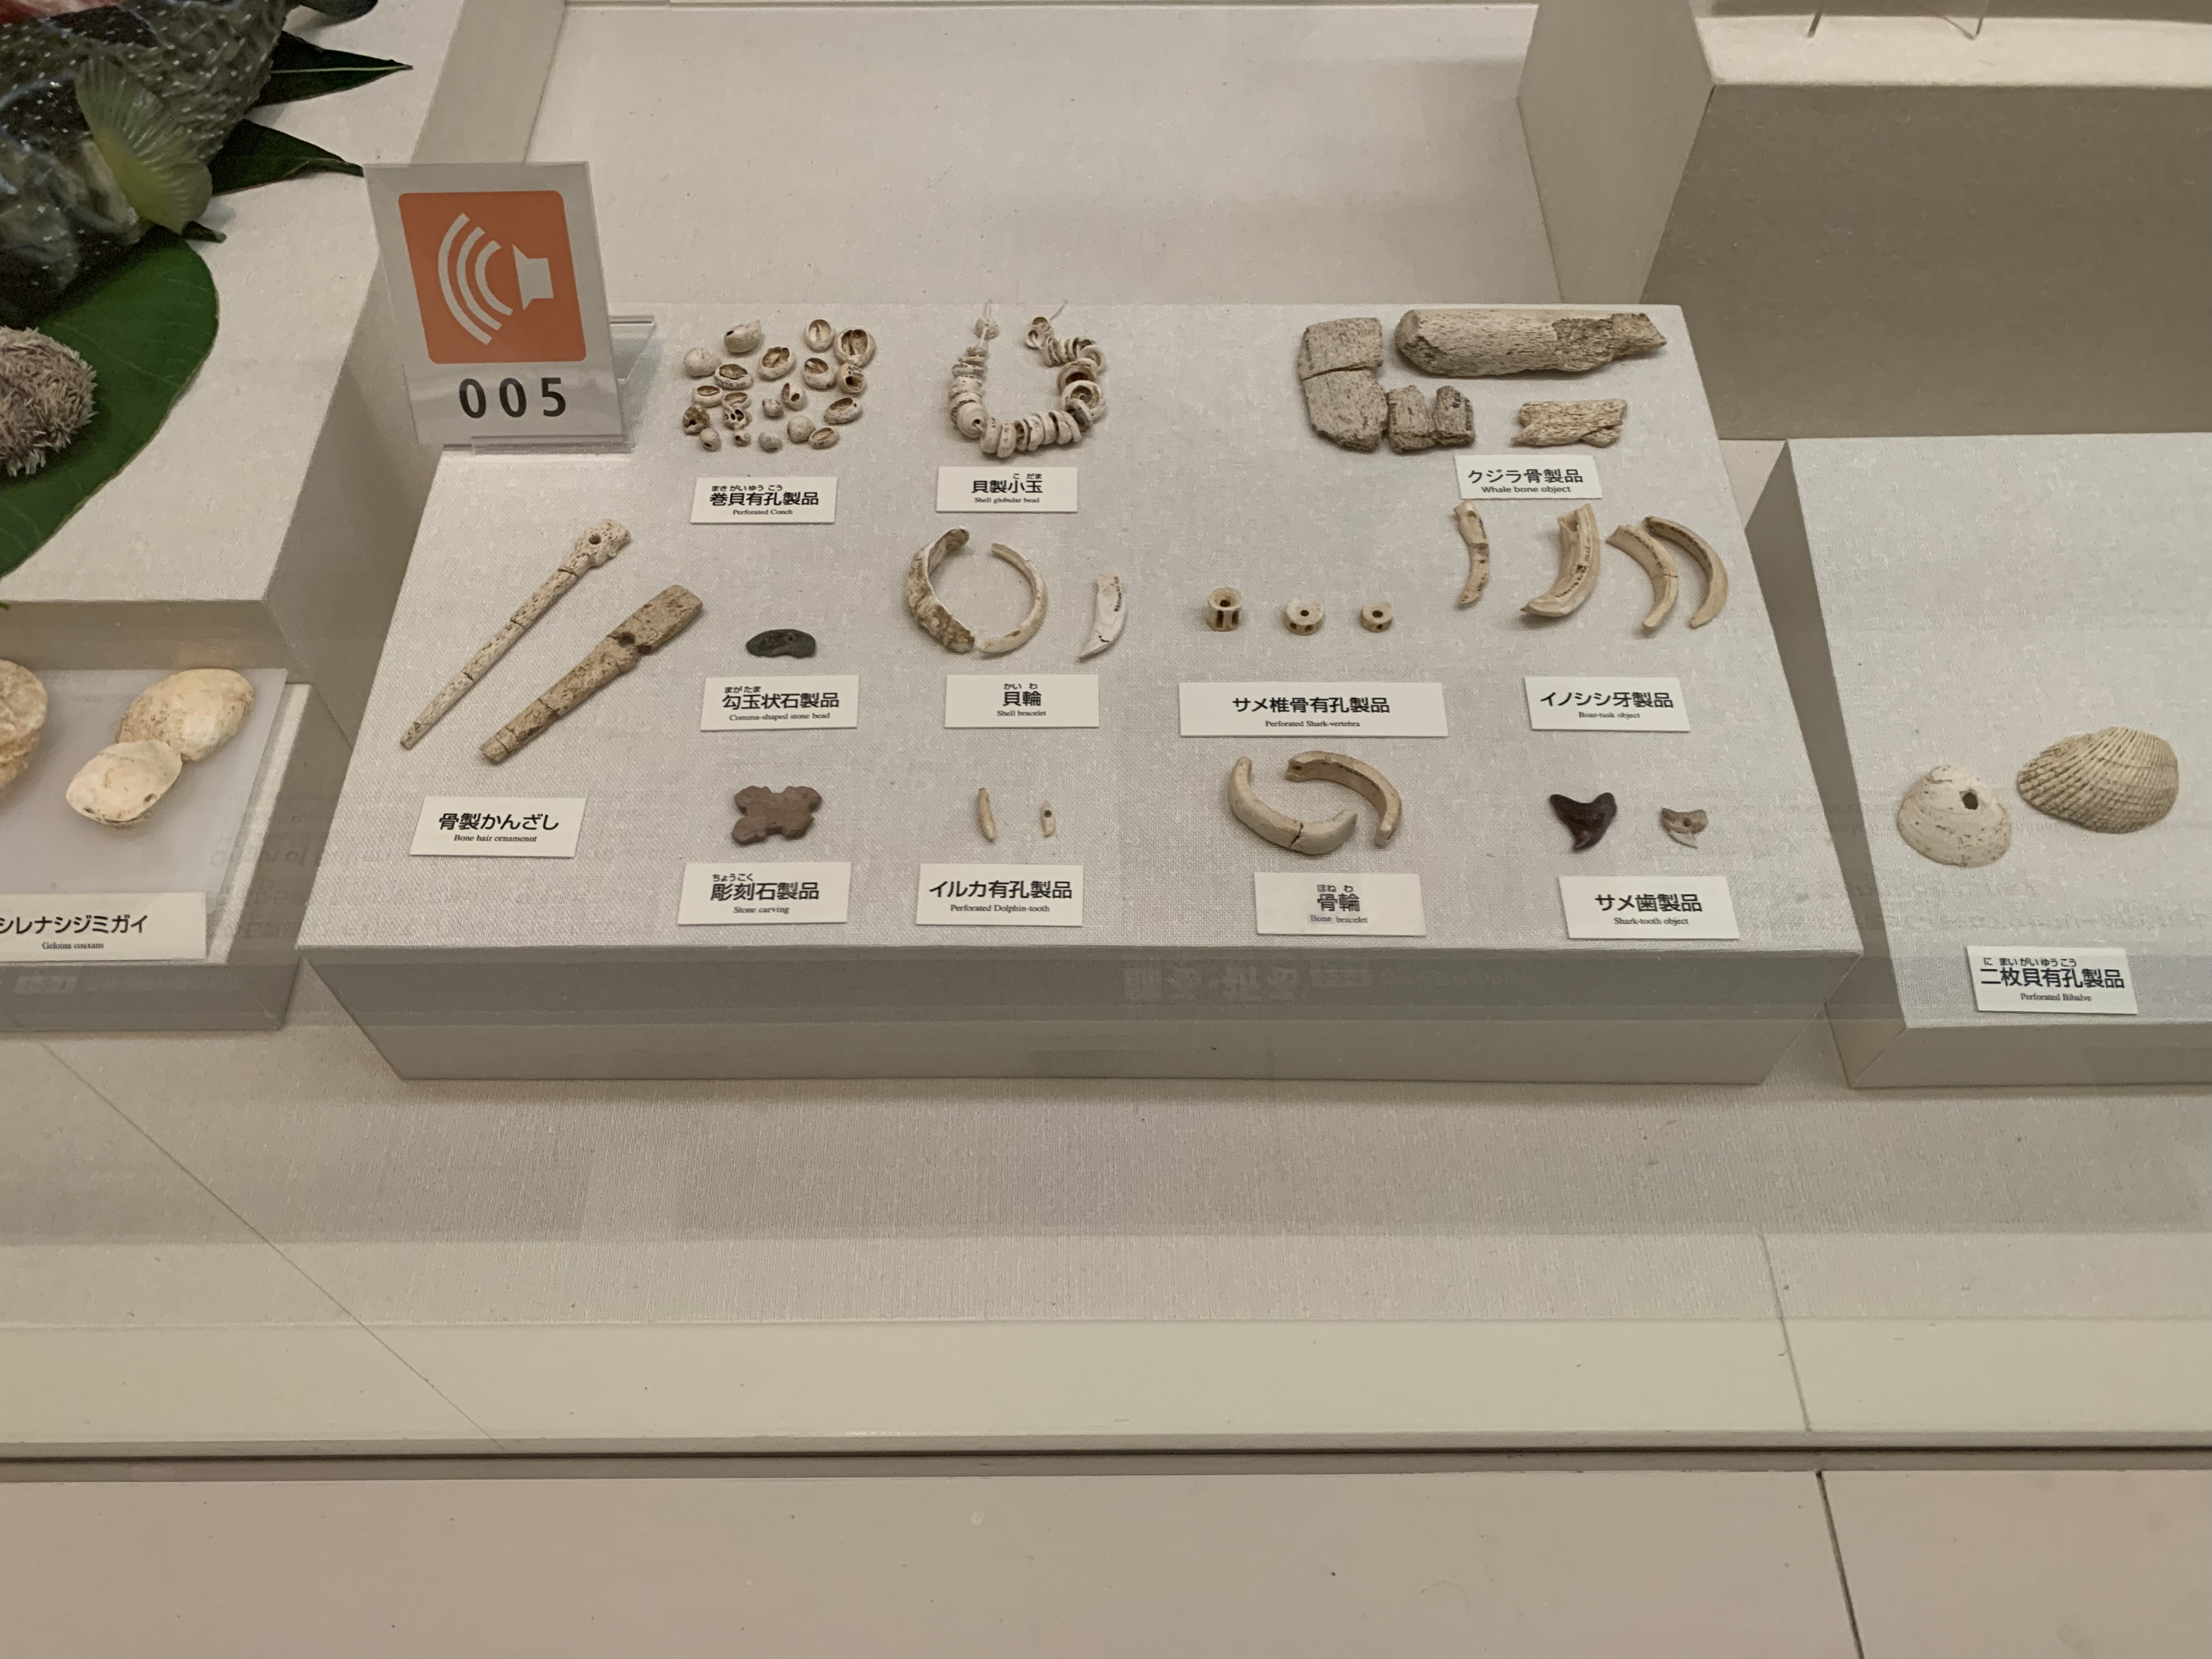 005
まきがいゆうこう
巻貝有孔製品
Perforated Conch
こ だま
貝製小玉
Shell globular bead
クジラ骨製品
Whale bone object
まがたま
勾玉状石製品
Comma-shaped stone bead
かい わ
貝輪
Shell bracelet
サメ椎骨有孔製品
Perforated Shark-vertebra
イノシシ牙製品
Boar-tusk object
骨製かんざし
Bone hair ornament
ちょうこく
彫刻石製品
Stone carving
イルカ有孔製品
Perforated Dolphin-tooth
ほね わ
骨輪
Bone bracelet
サメ歯製品
Shark-tooth object
シレナシジミガイ
Geloina coaxans
に まいがいゆうこう
二枚貝有孔製品
Perforated Bibalve